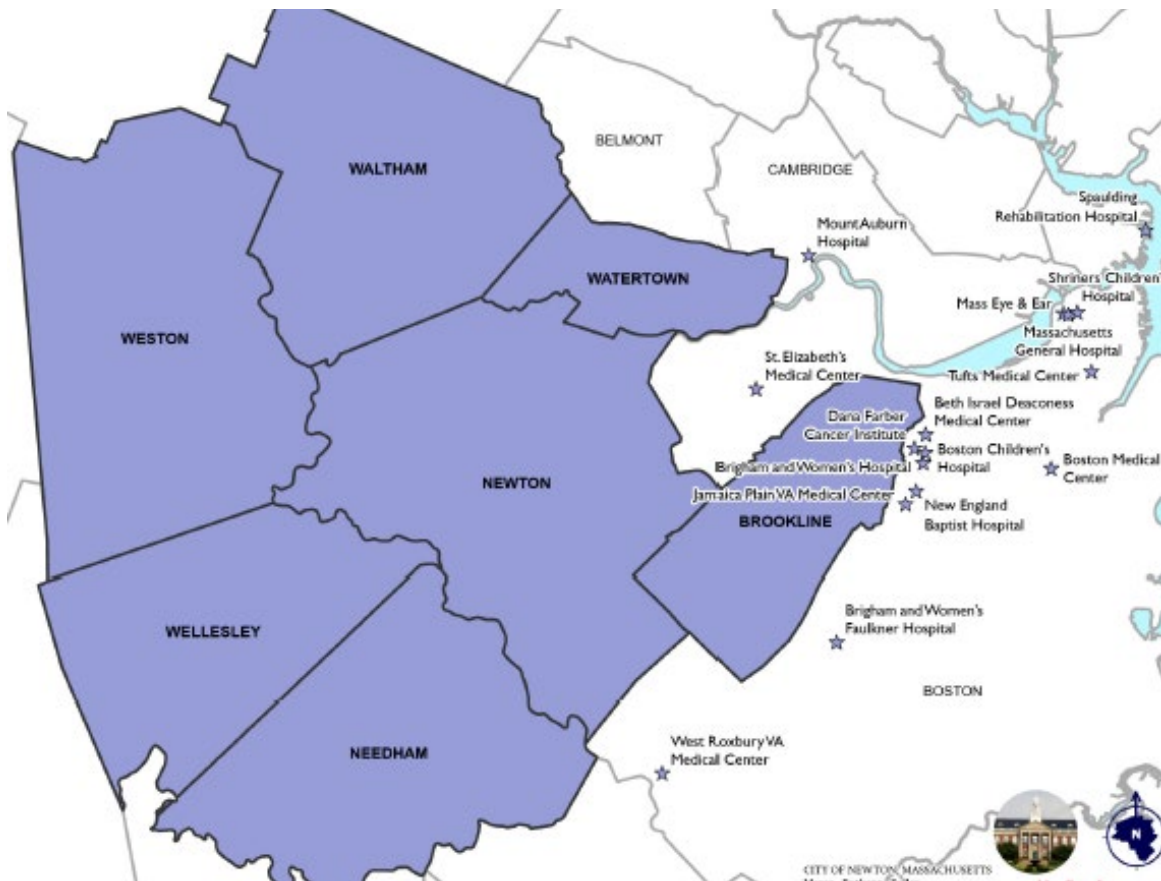 BELMONT
WALTHAM
CAMBRIDGE
Spaulding
Rehabilitation Hospital
Mount Auburn
Hospital
WATERTOWN
Shriners Children's
Hospital
Mass Eye & Ear
Massachusetts
General Hospital
WESTON
St. Elizabeth's
Medical Center
Tufts Medical Center
Beth Israel Deaconess
Medical Center
Dana Farber
Cancer Institute
Boston Children's
Hospital
Boston Medical
Center
Brigham and Women's Hospital
NEWTON
Jamaica Plain VA Medical Center
New England
Baptist Hospital
BROOKLINE
WELLESLEY
Brigham and Women's
Faulkner Hospital
BOSTON
NEEDHAM
West Roxbury VA
Medical Center
N
CITY OF NEWTON, MASSACHUSETTS